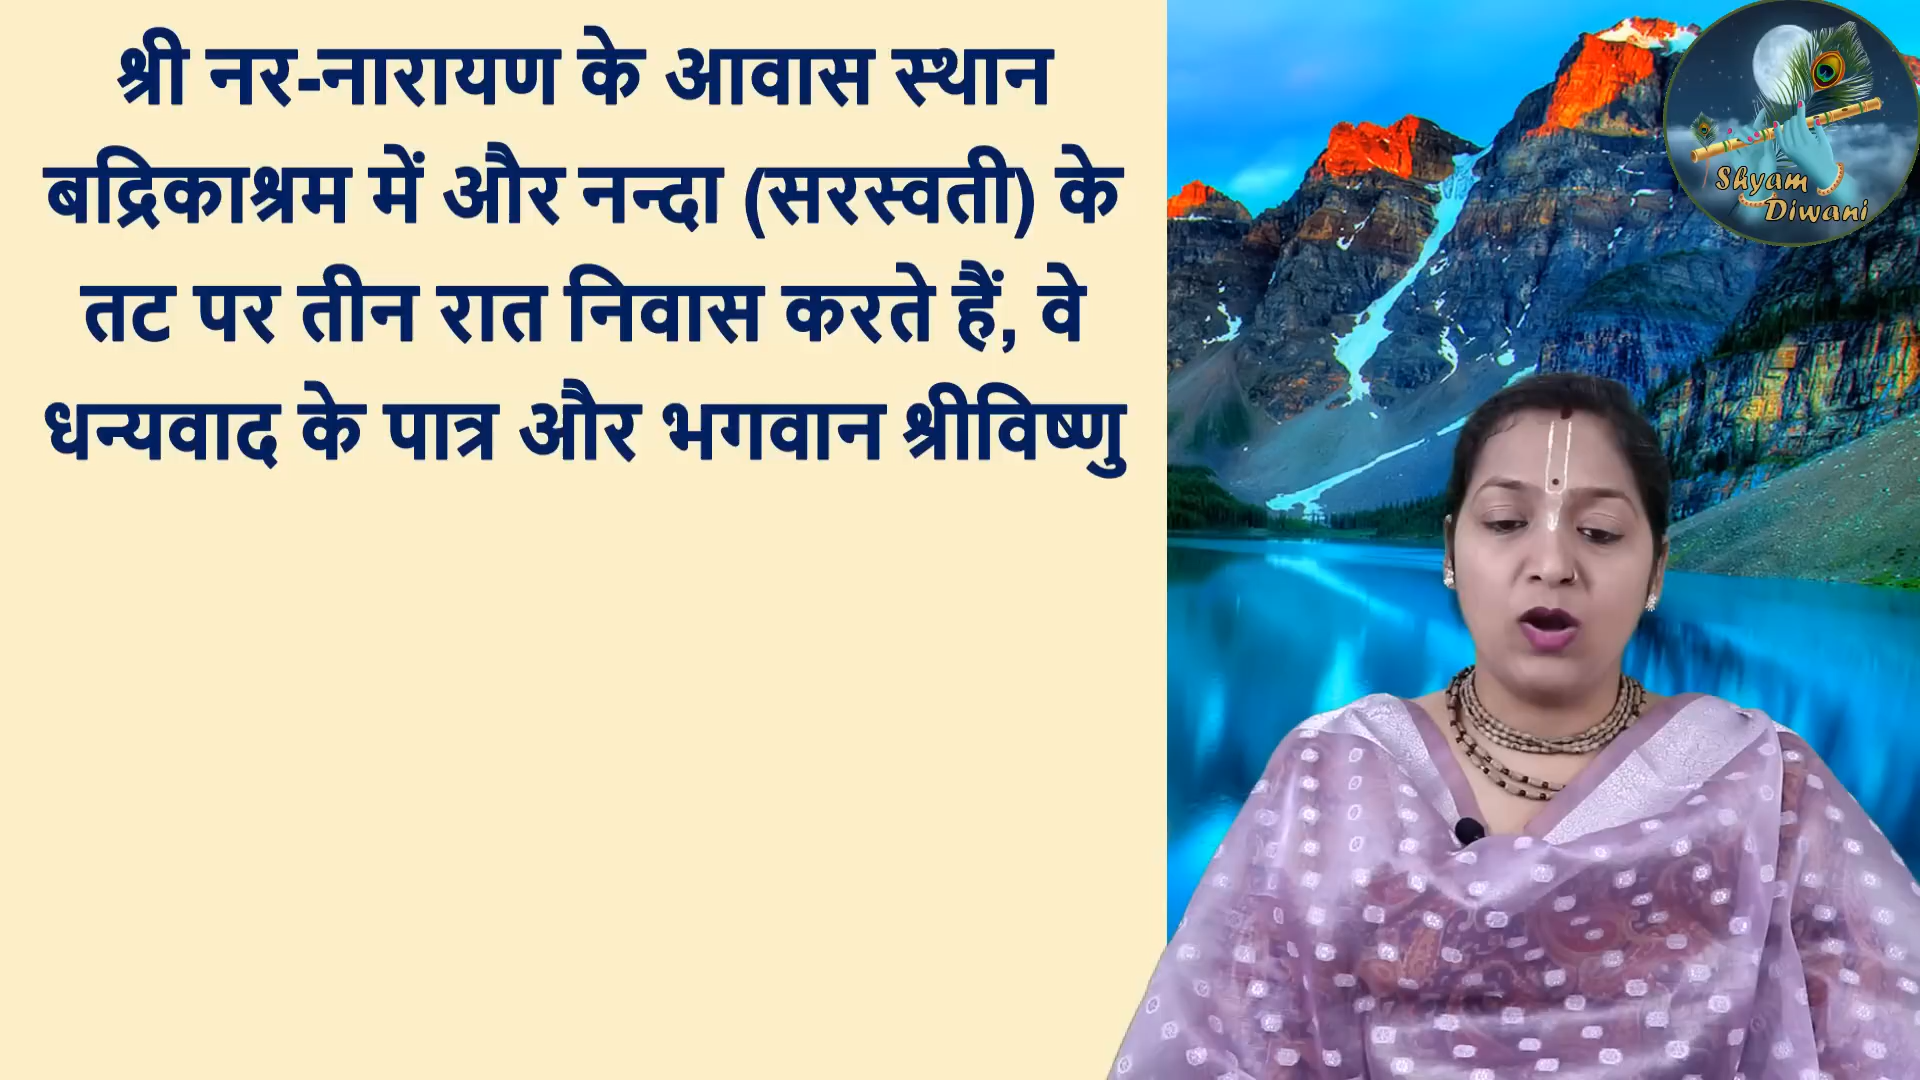 श्री नर-नारायण के आवास स्थान
बद्रिकाश्रम में और नन्दा (सरस्वती) के
तट पर तीन रात निवास करते हैं, वे
धन्यवाद के पात्र और भगवान श्रीविष्णु
Shyam
Diwani